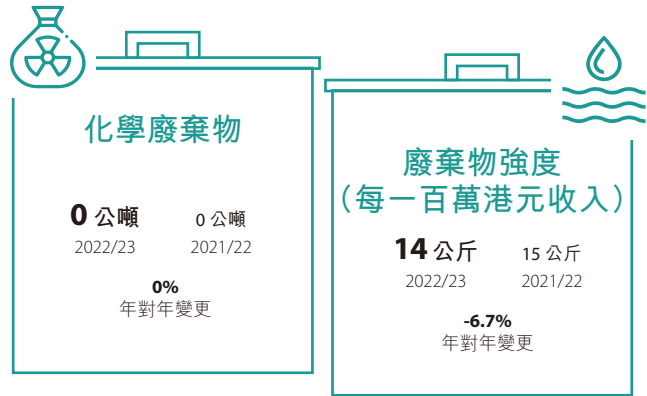 化學廢棄物
0 公噸 0 公噸
2022/23 2021/22
0%
年對年變更
廢棄物強度
（每一百萬港元收入）
14 公斤 15 公斤
2022/23 2021/22
-6.7%
年對年變更